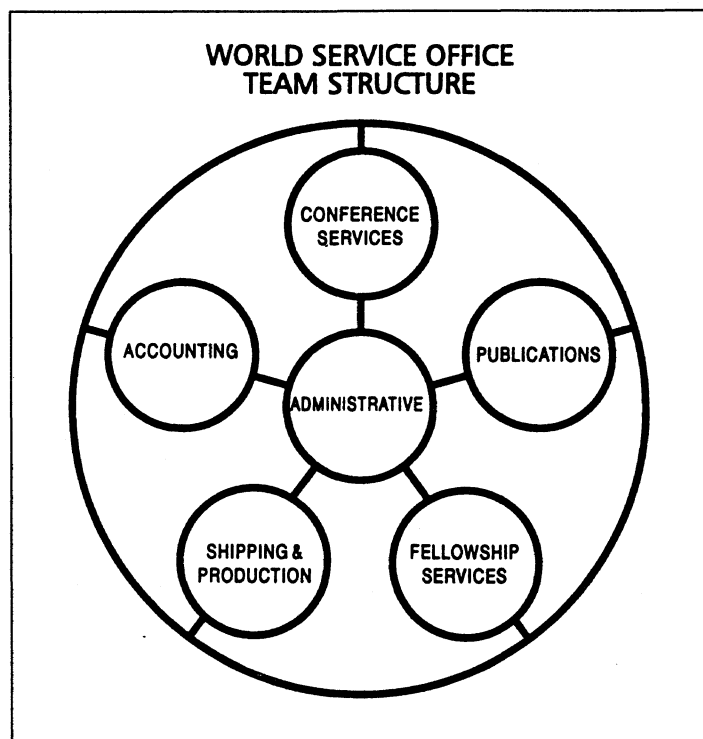 WORLD SERVICE OFFICE
TEAM STRUCTURE
CONFERENCE
SERVICES
ACCOUNTING
PUBLICATIONS
ADMINISTRATIVE
SHIPPING &
PRODUCTION
FELLOWSHIP
SERVICES